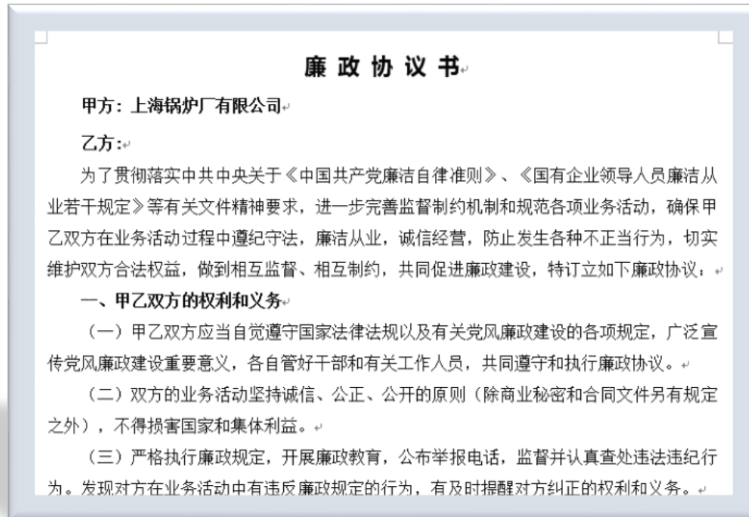 廉 政 协 议 书
甲方：上海锅炉厂有限公司
乙方：
为了贯彻落实中共中央关于《中国共产党廉洁自律准则》、《国有企业领导人员廉洁从
业若干规定》等有关文件精神要求，进一步完善监督制约机制和规范各项业务活动，确保甲
乙双方在业务活动过程中遵纪守法，廉洁从业，诚信经营，防止发生各种不正当行为，切实
维护双方合法权益，做到相互监督、相互制约，共同促进廉政建设，特订立如下廉政协议：
一、甲乙双方的权利和义务
（一）甲乙双方应当自觉遵守国家法律法规以及有关党风廉政建设的各项规定，广泛宣
传党风廉政建设重要意义，各自管好干部和有关工作人员，共同遵守和执行廉政协议。
（二）双方的业务活动坚持诚信、公正、公开的原则（除商业秘密和合同文件另有规定
之外），不得损害国家和集体利益。
（三）严格执行廉政规定，开展廉政教育，公布举报电话，监督并认真查处违法违纪行
为。发现对方在业务活动中有违反廉政规定的行为，有及时提醒对方纠正的权利和义务。